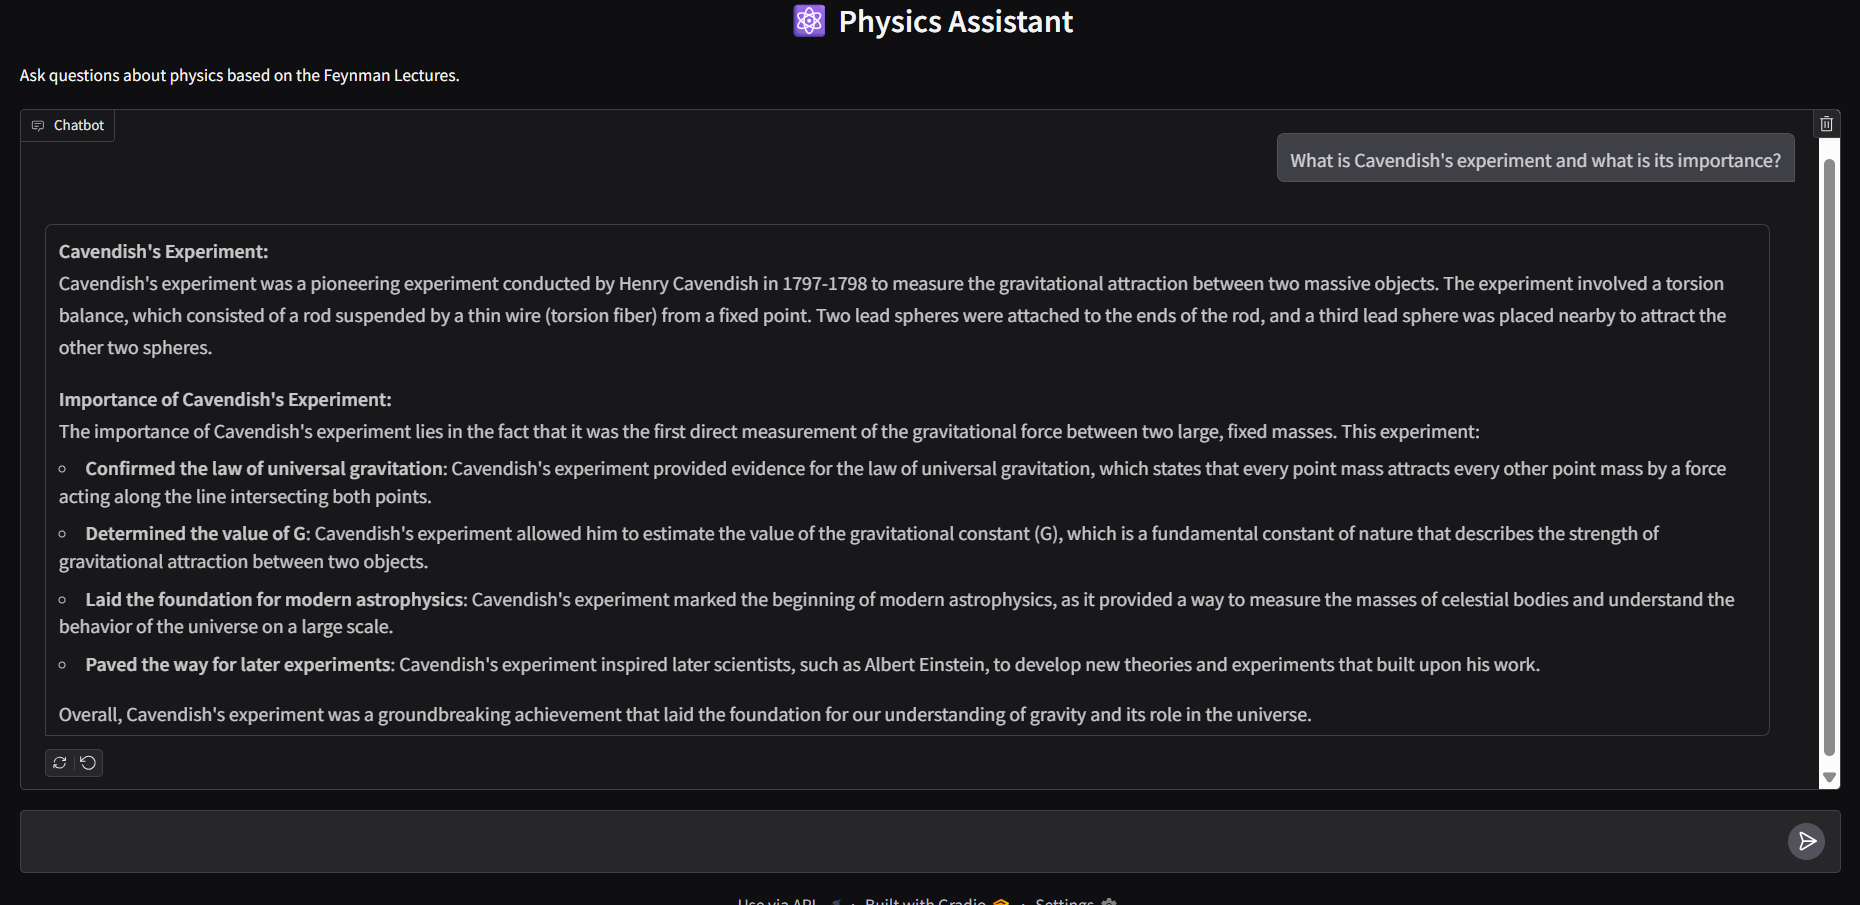 Physics Assistant
Ask questions about physics based on the Feynman Lectures.
Chatbot
What is Cavendish's experiment and what is its importance?
Cavendish's Experiment:
Cavendish's experiment was a pioneering experiment conducted by Henry Cavendish in 1797-1798 to measure the gravitational attraction between two massive objects. The experiment involved a torsion
balance, which consisted of a rod suspended by a thin wire (torsion fiber) from a fixed point. Two lead spheres were attached to the ends of the rod, and a third lead sphere was placed nearby to attract the
other two spheres.
Importance of Cavendish's Experiment:
The importance of Cavendish's experiment lies in the fact that it was the first direct measurement of the gravitational force between two large, fixed masses. This experiment:
◦ Confirmed the law of universal gravitation: Cavendish's experiment provided evidence for the law of universal gravitation, which states that every point mass attracts every other point mass by a force
acting along the line intersecting both points.
◦ Determined the value of G: Cavendish's experiment allowed him to estimate the value of the gravitational constant (G), which is a fundamental constant of nature that describes the strength of
gravitational attraction between two objects.
◦ Laid the foundation for modern astrophysics: Cavendish's experiment marked the beginning of modern astrophysics, as it provided a way to measure the masses of celestial bodies and understand the
behavior of the universe on a large scale.
◦ Paved the way for later experiments: Cavendish's experiment inspired later scientists, such as Albert Einstein, to develop new theories and experiments that built upon his work.
Overall, Cavendish's experiment was a groundbreaking achievement that laid the foundation for our understanding of gravity and its role in the universe.
Use via API · Built with Gradio · Settings